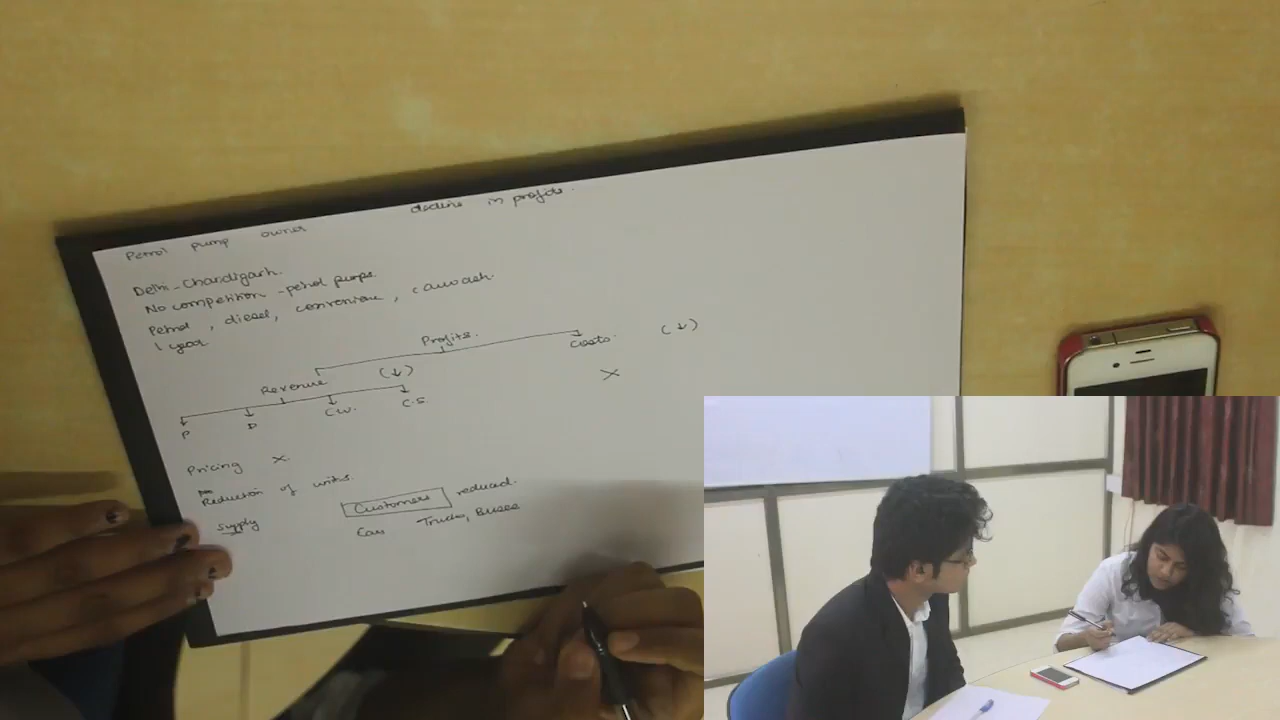 Petrol pump owner decline in profits.
Delhi-Chandigarh.
No competition - petrol pumps.
Petrol, diesel, convenience, carwash.
1 year.
Profits.
Revenue (↓) Costs. (↓)
P D C.W. C.S. ×
Pricing ×
Reduction of units.
supply Customers reduced.
Cars Trucks, Buses